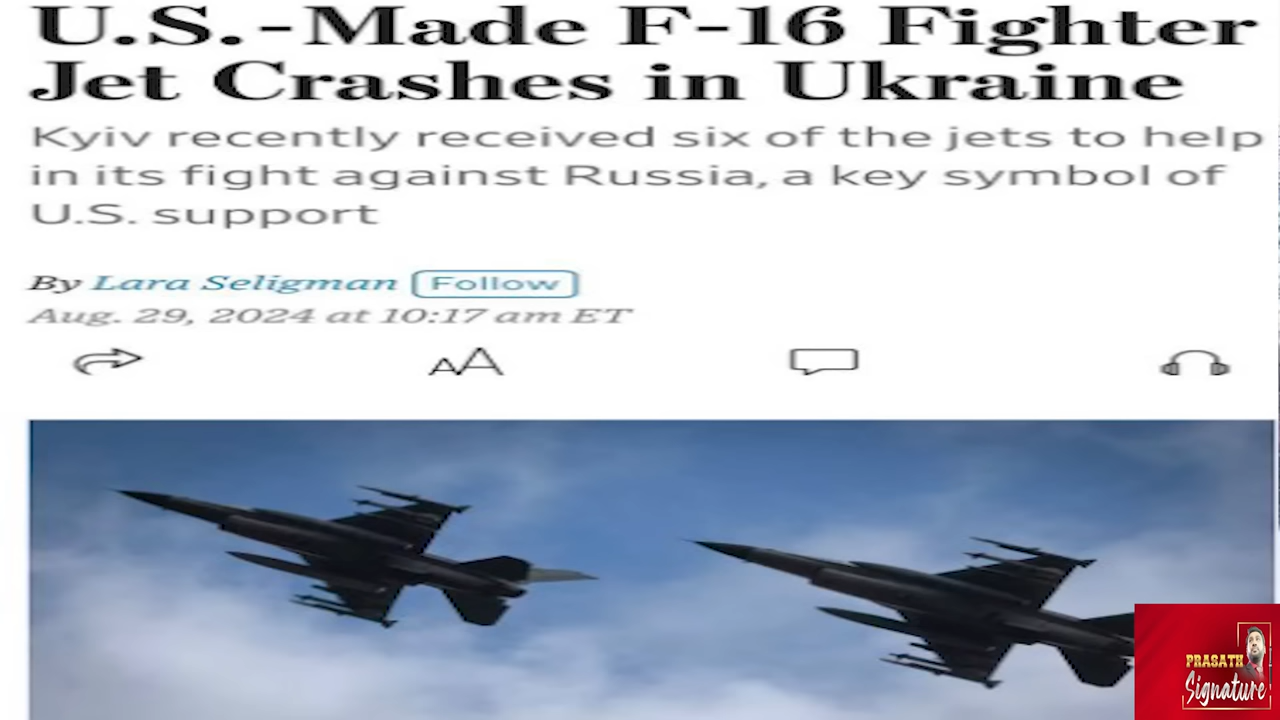 U.S.-Made F-16 Fighter
Jet Crashes in Ukraine
Kyiv recently received six of the jets to help
in its fight against Russia, a key symbol of
U.S. support
By Lara Seligman Follow
Aug. 29, 2024 at 10:17 am ET
AA
PRASATH
Signature